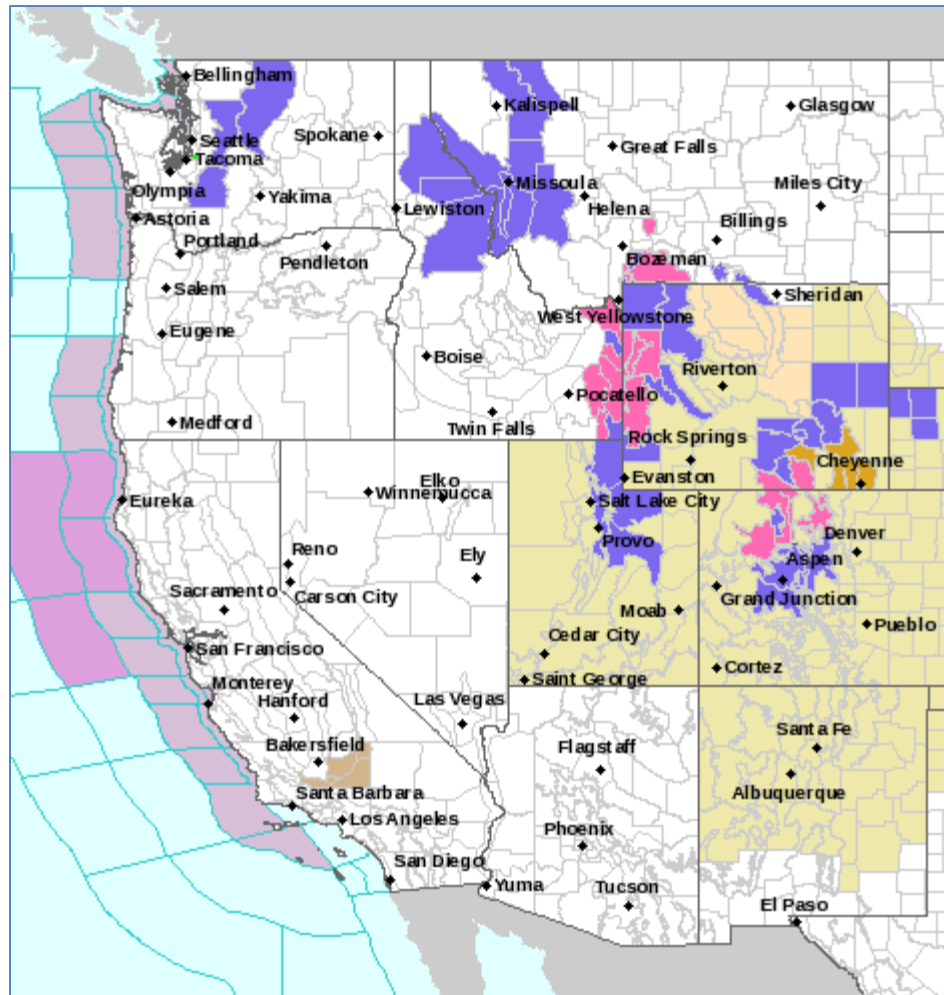 Bellingham
Kalispell
Glasgow
Spokane
Seattle
Great Falls
Tacoma
Olympia
Missoula
Miles City
Yakima
Lewiston
Helena
Astoria
Billings
Portland
Bozeman
Pendleton
Salem
Sheridan
West Yellowstone
Eugene
Boise
Riverton
Pocatello
Medford
Twin Falls
Rock Springs
Cheyenne
Elko
Evanston
Winnemucca
Eureka
Salt Lake City
Provo
Denver
Reno
Ely
Aspen
Sacramento
Carson City
Grand Junction
Moab
Pueblo
Cedar City
San Francisco
Cortez
Saint George
Monterey
Hanford
Las Vegas
Santa Fe
Bakersfield
Flagstaff
Albuquerque
Santa Barbara
Los Angeles
Phoenix
San Diego
Yuma
Tucson
El Paso